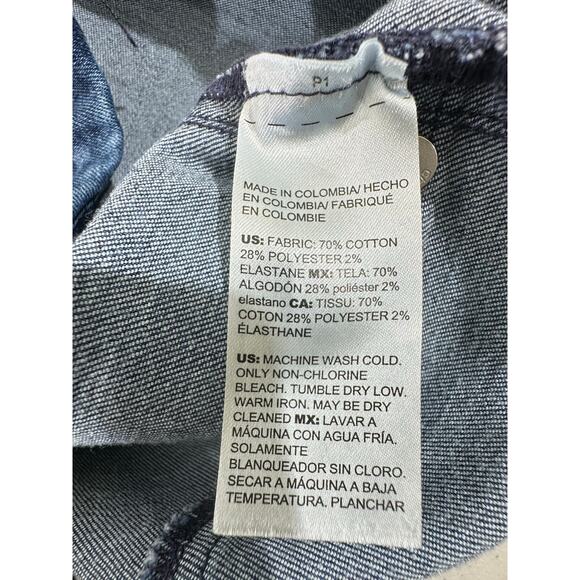 P1
MADE IN COLOMBIA/ HECHO
EN COLOMBIA/ FABRIQUÉ
EN COLOMBIE
US: FABRIC: 70% COTTON
28% POLYESTER 2%
ELASTANE MX: TELA: 70%
ALGODÓN 28% poliéster 2%
elastano CA: TISSU: 70%
COTON 28% POLYESTER 2%
ÉLASTHANE
US: MACHINE WASH COLD.
ONLY NON-CHLORINE
BLEACH. TUMBLE DRY LOW.
WARM IRON. MAY BE DRY
CLEANED MX: LAVAR A
MÁQUINA CON AGUA FRÍA.
SOLAMENTE
BLANQUEADOR SIN CLORO.
SECAR A MÁQUINA A BAJA
TEMPERATURA. PLANCHAR